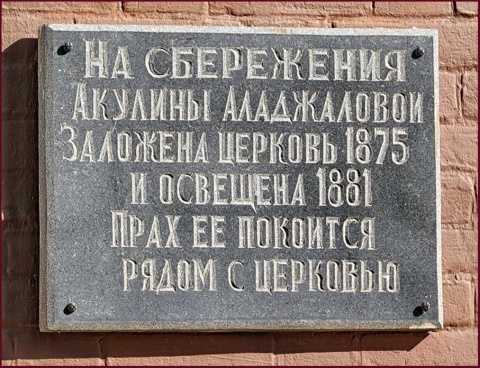 На сбережения
Акулины Аладжаловой
Заложена церковь 1875
и освещена 1881
Прах ее покоится
рядом с церковью